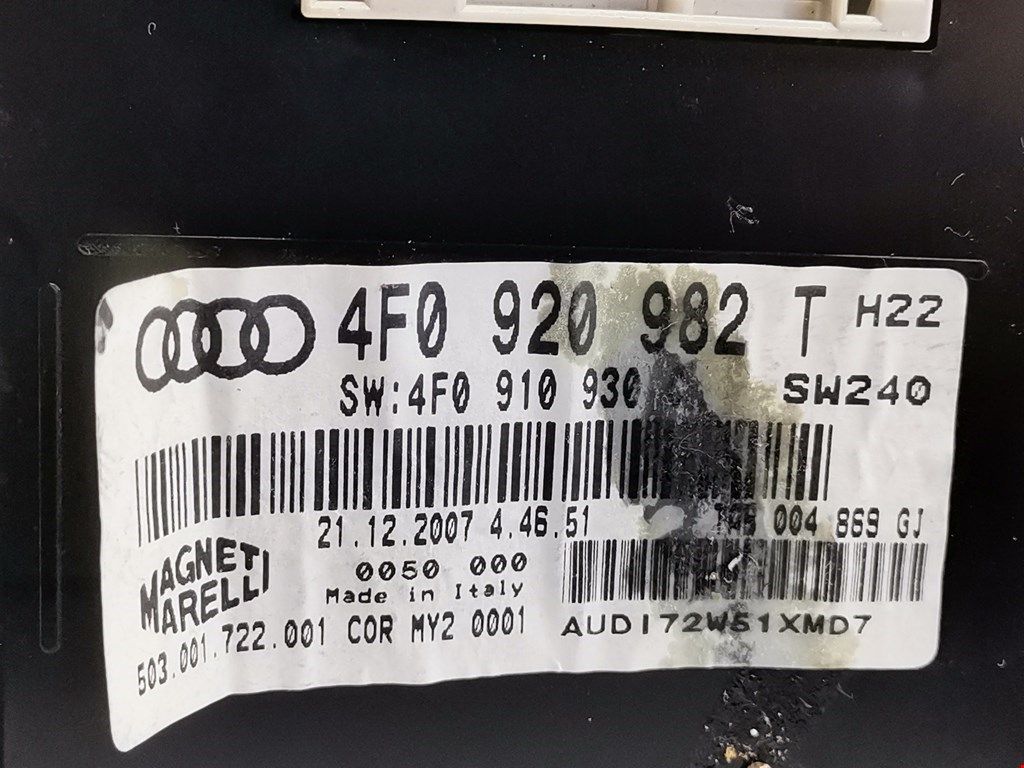 4F0 920 982 T H22
SW:4F0 910 930 SW240
21.12.2007 4.46.51 004 869 GJ
MAGNETI
MARELLI
0050 000
Made in Italy
503.001.722.001 COR MY2 0001
AUDI72W51XMD7